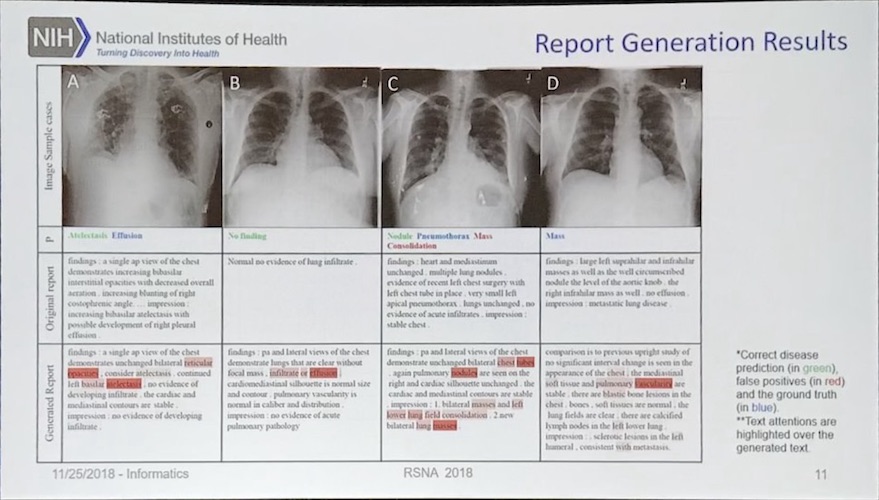 NIH National Institutes of Health
Turning Discovery Into Health
Report Generation Results
Image Sample cases
A
B
C
D
P
Atelectasis Effusion
No finding
Nodule Pneumothorax Mass
Consolidation
Mass
Original report
findings : a single ap view of the chest
demonstrates increasing bibasilar
interstitial opacities with decreased overall
aeration . increasing blunting of right
costophrenic angle. ... impression :
increasing bibasilar atelectasis with
possible development of right pleural
effusion .
Normal no evidence of lung infiltrate .
findings : heart and mediastinum
unchanged . multiple lung nodules .
evidence of recent left chest surgery with
left chest tube in place . very small left
apical pneumothorax . lungs unchanged . no
evidence of acute infiltrates . impression :
stable chest .
findings : large left suprahilar and infrahilar
masses as well as the well circumscribed
nodule the level of the aortic knob . the
right infrahilar mass as well . no effusion .
impression : metastatic lung disease .
Generated Report
findings : a single ap view of the chest
demonstrates unchanged bilateral reticular
opacities , consider atelectasis . continued
left basilar atelectasis . no evidence of
developing infiltrate . the cardiac and
mediastinal contours are stable .
impression : no evidence of developing
infiltrate .
findings : pa and lateral views of the chest
demonstrate lungs that are clear without
focal mass , infiltrate or effusion .
cardiomediastinal silhouette is normal size
and contour . pulmonary vascularity is
normal in caliber and distribution .
impression : no evidence of acute
pulmonary pathology
findings : pa and lateral views of the chest
demonstrate unchanged bilateral chest tubes
. again pulmonary nodules are seen on the
right and cardiac silhouette unchanged . the
cardiac and mediastinal contours are stable
. impression : 1. bilateral masses and left
lower lung field consolidation . 2 new
bilateral lung masses .
comparison is to previous upright study of
no significant interval change is seen in the
appearance of the chest . the mediastinal
soft tissue and pulmonary vascularity are
stable . there are blastic bone lesions in the
chest . bones . soft tissues are normal . the
lung fields are clear . there are calcified
lymph nodes in the left lower lung .
impression : . sclerotic lesions in the left
humeral , consistent with metastasis.
*Correct disease
prediction (in green),
false positives (in red)
and the ground truth
(in blue).
**Text attentions are
highlighted over the
generated text.
11/25/2018 - Informatics
RSNA 2018
11